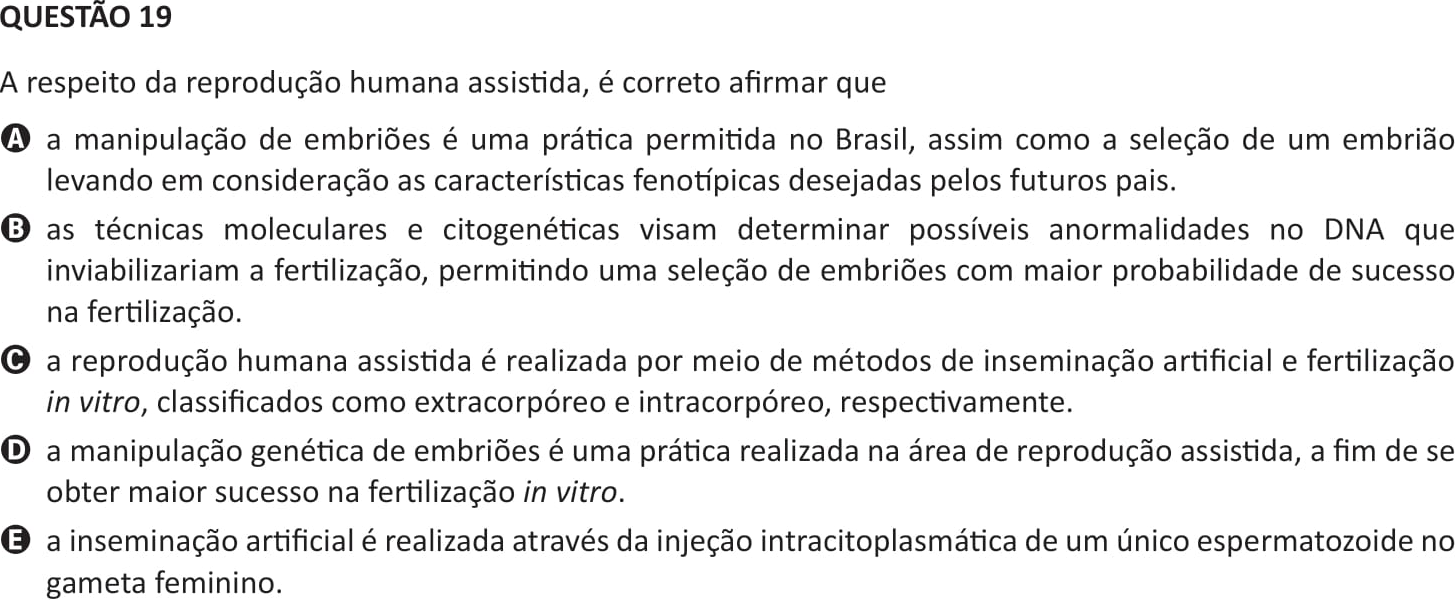 QUESTÃO 19
A respeito da reprodução humana assistida, é correto afirmar que
A a manipulação de embriões é uma prática permitida no Brasil, assim como a seleção de um embrião
levando em consideração as características fenotípicas desejadas pelos futuros pais.
B as técnicas moleculares e citogenéticas visam determinar possíveis anormalidades no DNA que
inviabilizariam a fertilização, permitindo uma seleção de embriões com maior probabilidade de sucesso
na fertilização.
C a reprodução humana assistida é realizada por meio de métodos de inseminação artificial e fertilização
in vitro, classificados como extracorpóreo e intracorpóreo, respectivamente.
D a manipulação genética de embriões é uma prática realizada na área de reprodução assistida, a fim de se
obter maior sucesso na fertilização in vitro.
E a inseminação artificial é realizada através da injeção intracitoplasmática de um único espermatozoide no
gameta feminino.